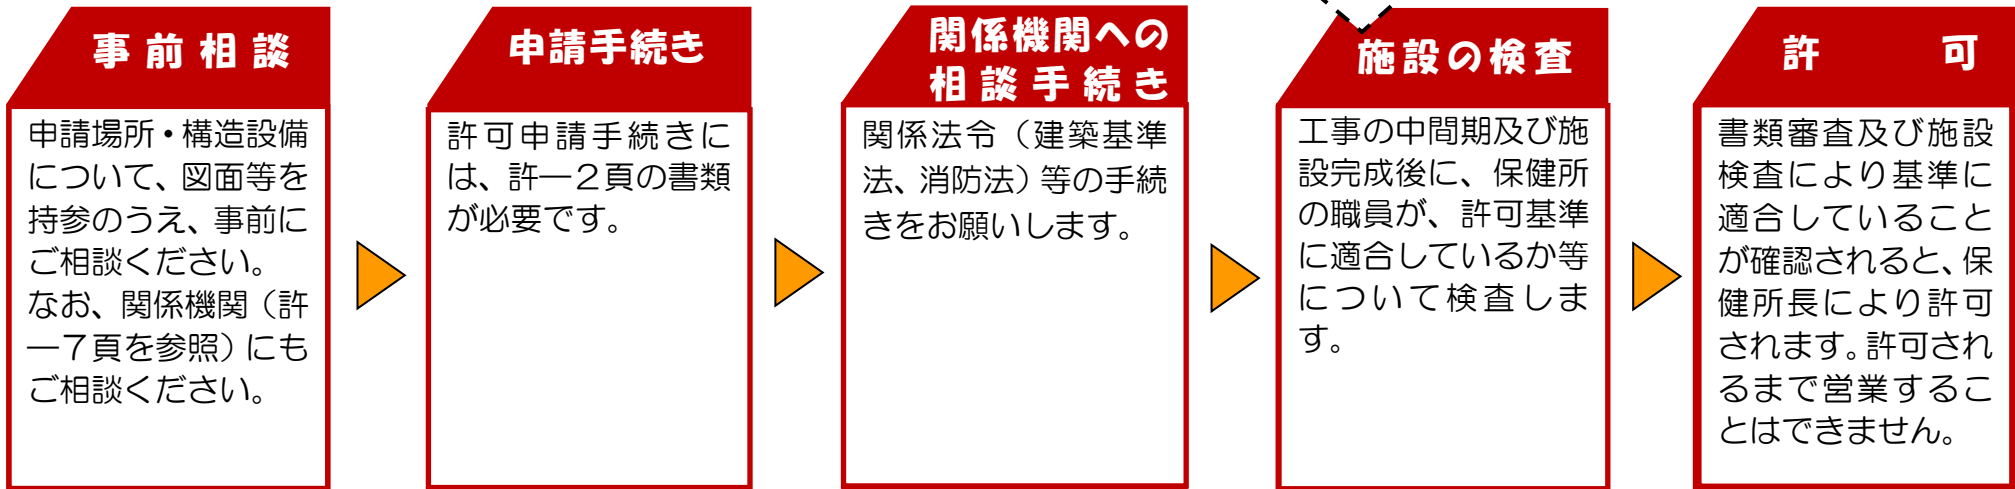 事前相談
申請場所・構造設備
について、図面等を
持参のうえ、事前に
ご相談ください。
なお、関係機関（許
―７頁を参照）にも
ご相談ください。
申請手続き
許可申請手続きに
は、許―２頁の書類
が必要です。
関係機関への
相談手続き
関係法令（建築基準
法、消防法）等の手続
きをお願いします。
施設の検査
工事の中間期及び施
設完成後に、保健所
の職員が、許可基準
に適合しているか等
について検査しま
す。
許可
書類審査及び施設
検査により基準に
適合していること
が確認されると、保
健所長により許可
されます。許可され
るまで営業するこ
とはできません。